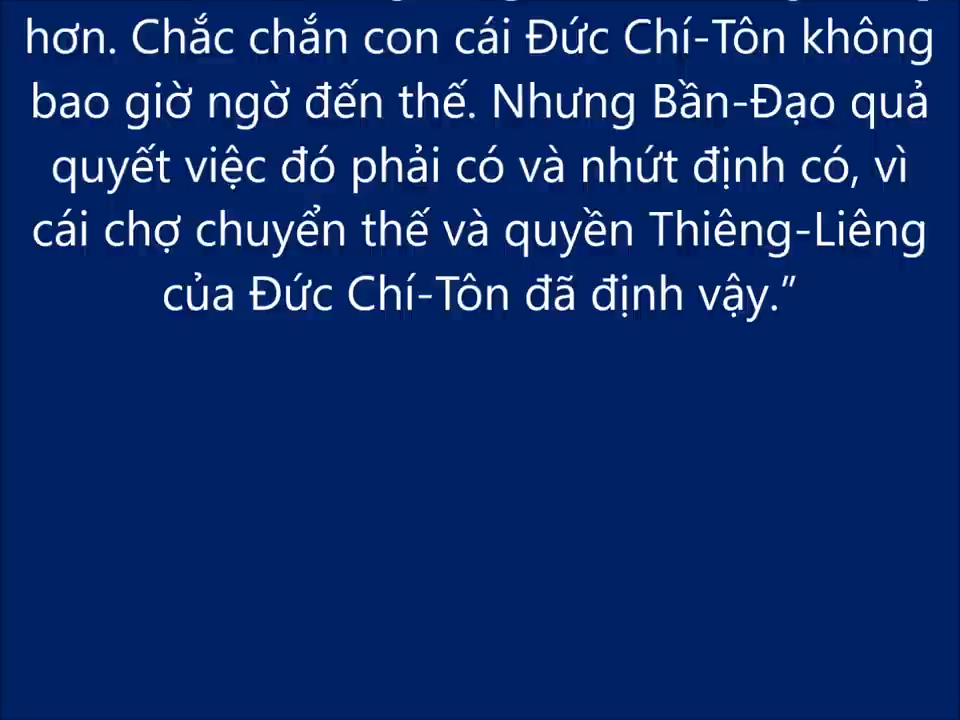 hơn. Chắc chắn con cái Đức Chí-Tôn không
bao giờ ngờ đến thế. Nhưng Bần-Đạo quả
quyết việc đó phải có và nhứt định có, vì
cái chợ chuyển thế và quyền Thiêng-Liêng
của Đức Chí-Tôn đã định vậy.”